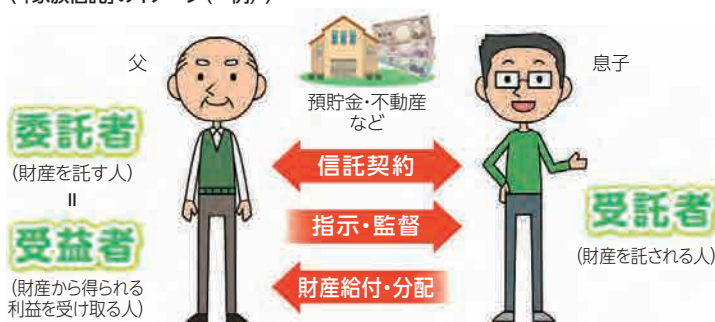 父
息子
預貯金・不動産
など
委託者
(財産を託す人)
＝
受益者
(財産から得られる
利益を受け取る人)
信託契約
指示・監督
財産給付・分配
受託者
(財産を託される人)